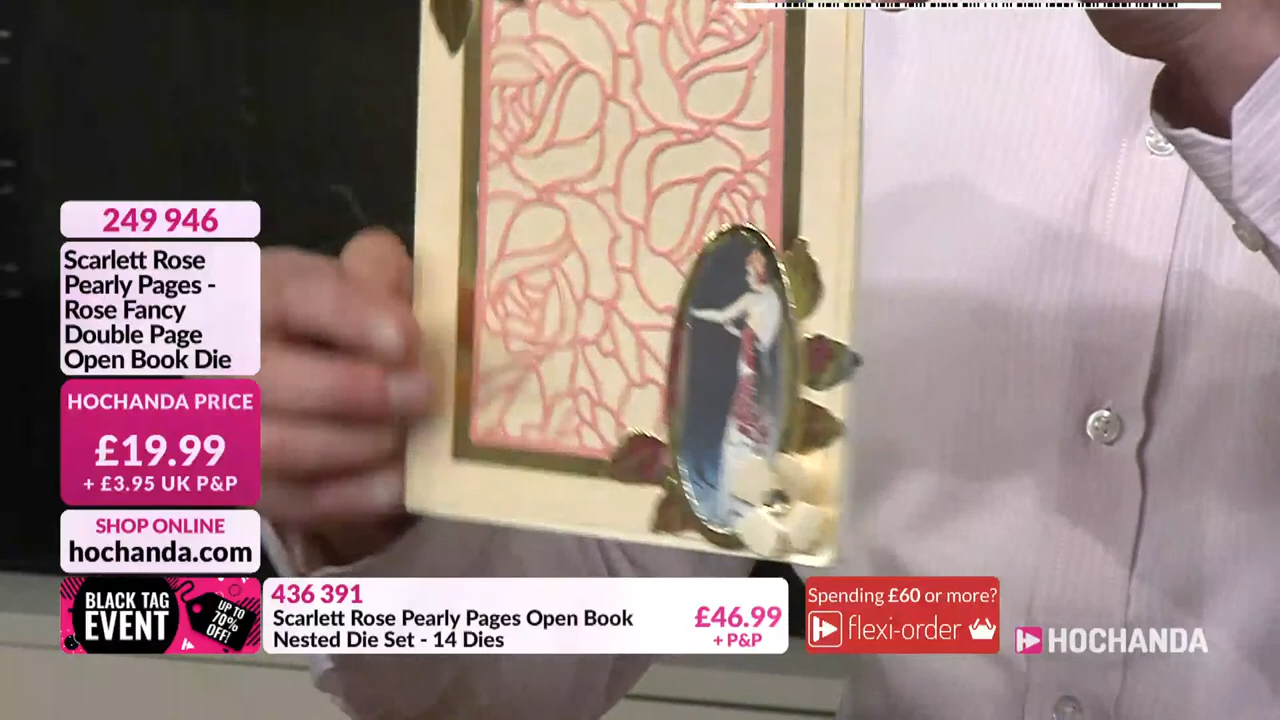 249 946
Scarlett Rose
Pearly Pages -
Rose Fancy
Double Page
Open Book Die
HOCHANDA PRICE
£19.99
+ £3.95 UK P&P
SHOP ONLINE
hochanda.com
BLACK TAG
EVENT
UP TO
70%
OFF!
436 391
Scarlett Rose Pearly Pages Open Book
Nested Die Set - 14 Dies
£46.99
+ P&P
Spending £60 or more?
flexi-order
HOCHANDA